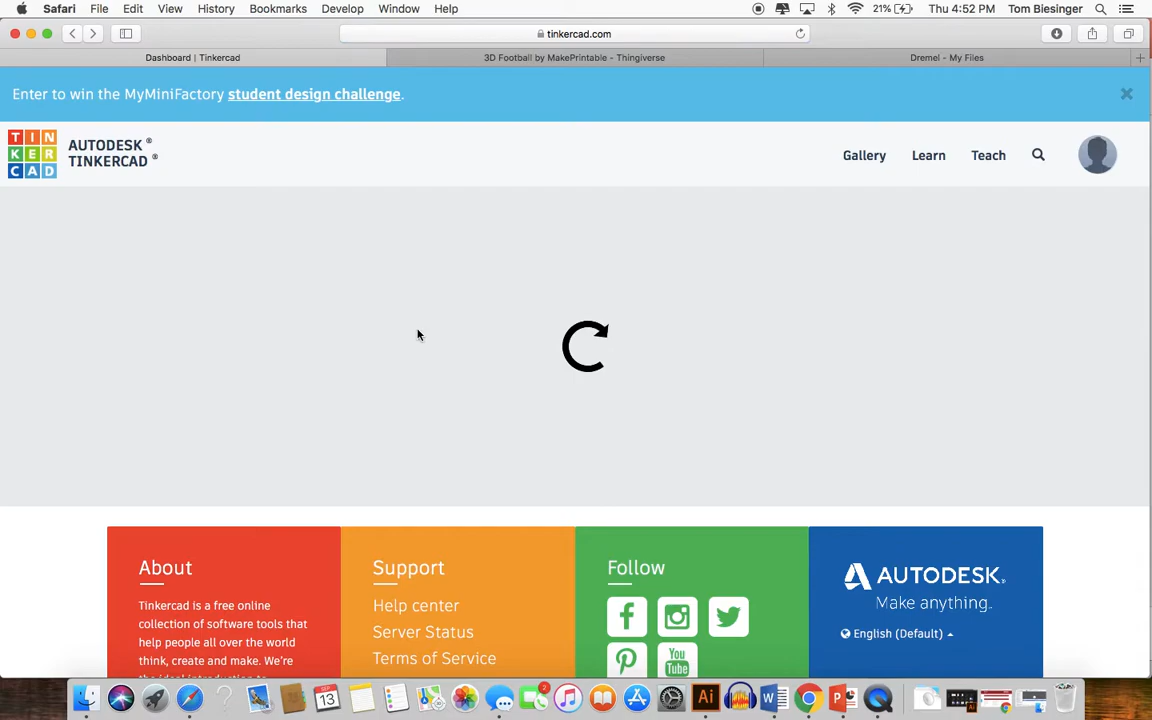 Safari File Edit View History Bookmarks Develop Window Help 21% Thu 4:52 PM Tom Biesinger
tinkercad.com
Dashboard | Tinkercad 3D Football by MakePrintable - Thingiverse Dremel - My Files
Enter to win the MyMiniFactory student design challenge.
TIN
KER
CAD
AUTODESK ®
TINKERCAD ®
Gallery Learn Teach
About
Tinkercad is a free online
collection of software tools that
help people all over the world
think, create and make. We're
Support
Help center
Server Status
Terms of Service
Follow
You
Tube
AUTODESK.
Make anything.
English (Default)
SEP
13
2
Ai